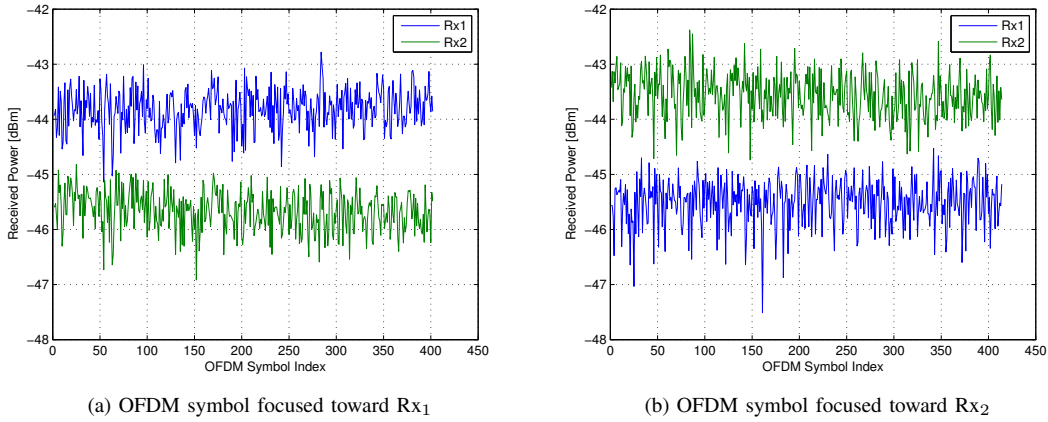 −42
−43
−44
−45
−46
−47
−48
Received Power [dBm]
0 50 100 150 200 250 300 350 400 450
OFDM Symbol Index
Rx1
Rx2
(a) OFDM symbol focused toward Rx1
−42
−43
−44
−45
−46
−47
−48
Received Power [dBm]
0 50 100 150 200 250 300 350 400 450
OFDM Symbol Index
Rx1
Rx2
(b) OFDM symbol focused toward Rx2